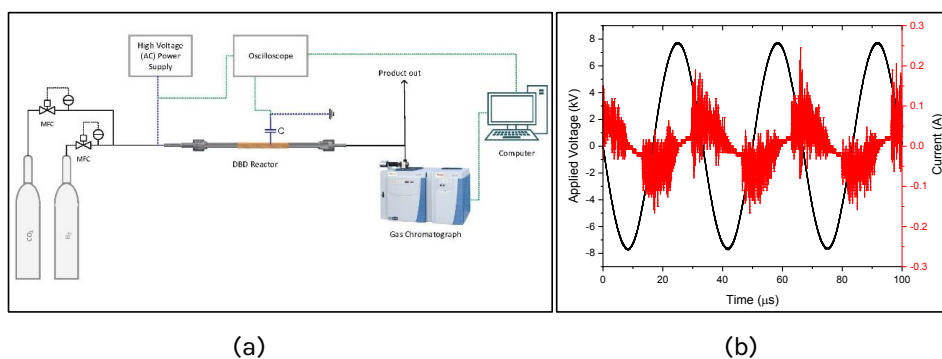 High Voltage
(AC) Power
Supply
Oscilloscope
Product out
MFC
MFC
C
DBD Reactor
Computer
CO2
H2
Gas Chromatograph
(a)
Applied Voltage (kV)
8
6
4
2
0
-2
-4
-6
-8
0
20
40
60
80
100
Time (μs)
0.3
0.2
0.1
0.0
-0.1
-0.2
-0.3
Current (A)
(b)